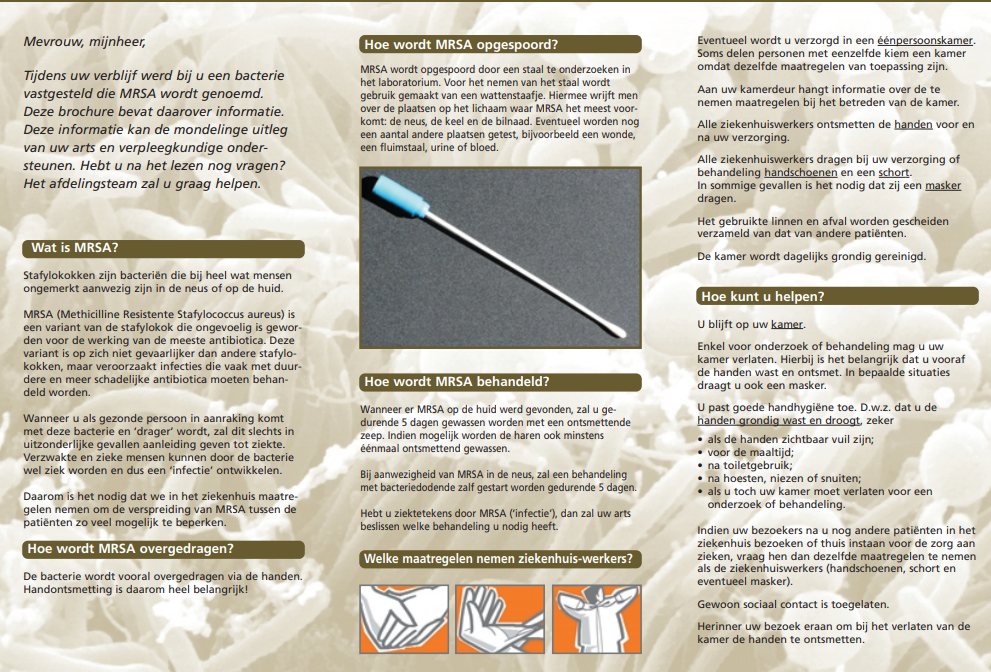 Mevrouw, mijnheer,
Tijdens uw verblijf werd bij u een bacterie
vastgesteld die MRSA wordt genoemd.
Deze brochure bevat daarover informatie.
Deze informatie kan de mondelinge uitleg
van uw arts en verpleegkundige onder-
steunen. Hebt u na het lezen nog vragen?
Het afdelingsteam zal u graag helpen.
Wat is MRSA?
Stafylokokken zijn bacteriën die bij heel wat mensen
ongemerkt aanwezig zijn in de neus of op de huid.
MRSA (Methicilline Resistente Stafylococcus aureus) is
een variant van de stafylokok die ongevoelig is gewor-
den voor de werking van de meeste antibiotica. Deze
variant is op zich niet gevaarlijker dan andere stafylo-
kokken, maar veroorzaakt infecties die vaak met duur-
dere en meer schadelijke antibiotica moeten behan-
deld worden.
Wanneer u als gezonde persoon in aanraking komt
met deze bacterie en 'drager' wordt, zal dit slechts in
uitzonderlijke gevallen aanleiding geven tot ziekte.
Verzwakte en zieke mensen kunnen door de bacterie
wel ziek worden en dus een 'infectie' ontwikkelen.
Daarom is het nodig dat we in het ziekenhuis maatre-
gelen nemen om de verspreiding van MRSA tussen de
patiënten zo veel mogelijk te beperken.
Hoe wordt MRSA overgedragen?
De bacterie wordt vooral overgedragen via de handen.
Handontsmetting is daarom heel belangrijk!
Hoe wordt MRSA opgespoord?
MRSA wordt opgespoord door een staal te onderzoeken in
het laboratorium. Voor het nemen van het staal wordt
gebruik gemaakt van een wattenstaafje. Hiermee wrijft men
over de plaatsen op het lichaam waar MRSA het meest voor-
komt: de neus, de keel en de bilnaad. Eventueel worden nog
een aantal andere plaatsen getest, bijvoorbeeld een wonde,
een fluimstaal, urine of bloed.
Hoe wordt MRSA behandeld?
Wanneer er MRSA op de huid werd gevonden, zal u ge-
durende 5 dagen gewassen worden met een ontsmettende
zeep. Indien mogelijk worden de haren ook minstens
éénmaal ontsmettend gewassen.
Bij aanwezigheid van MRSA in de neus, zal een behandeling
met bacteriedodende zalf gestart worden gedurende 5 dagen.
Hebt u ziektetekens door MRSA ('infectie'), dan zal uw arts
beslissen welke behandeling u nodig heeft.
Welke maatregelen nemen ziekenhuis-werkers?
Eventueel wordt u verzorgd in een éénpersoonskamer.
Soms delen personen met eenzelfde kiem een kamer
omdat dezelfde maatregelen van toepassing zijn.
Aan uw kamerdeur hangt informatie over de te
nemen maatregelen bij het betreden van de kamer.
Alle ziekenhuiswerkers ontsmetten de handen voor en
na uw verzorging.
Alle ziekenhuiswerkers dragen bij uw verzorging of
behandeling handschoenen en een schort.
In sommige gevallen is het nodig dat zij een masker
dragen.
Het gebruikte linnen en afval worden gescheiden
verzameld van dat van andere patiënten.
De kamer wordt dagelijks grondig gereinigd.
Hoe kunt u helpen?
U blijft op uw kamer.
Enkel voor onderzoek of behandeling mag u uw
kamer verlaten. Hierbij is het belangrijk dat u vooraf
de handen wast en ontsmet. In bepaalde situaties
draagt u ook een masker.
U past goede handhygiëne toe. D.w.z. dat u de
handen grondig wast en droogt, zeker
• als de handen zichtbaar vuil zijn;
• voor de maaltijd;
• na toiletgebruik;
• na hoesten, niezen of snuiten;
• als u toch uw kamer moet verlaten voor een
onderzoek of behandeling.
Indien uw bezoekers na u nog andere patiënten in het
ziekenhuis bezoeken of thuis instaan voor de zorg aan
zieken, vraag hen dan dezelfde maatregelen te nemen
als de ziekenhuiswerkers (handschoenen, schort en
eventueel masker).
Gewoon sociaal contact is toegelaten.
Herinner uw bezoek eraan om bij het verlaten van de
kamer de handen te ontsmetten.